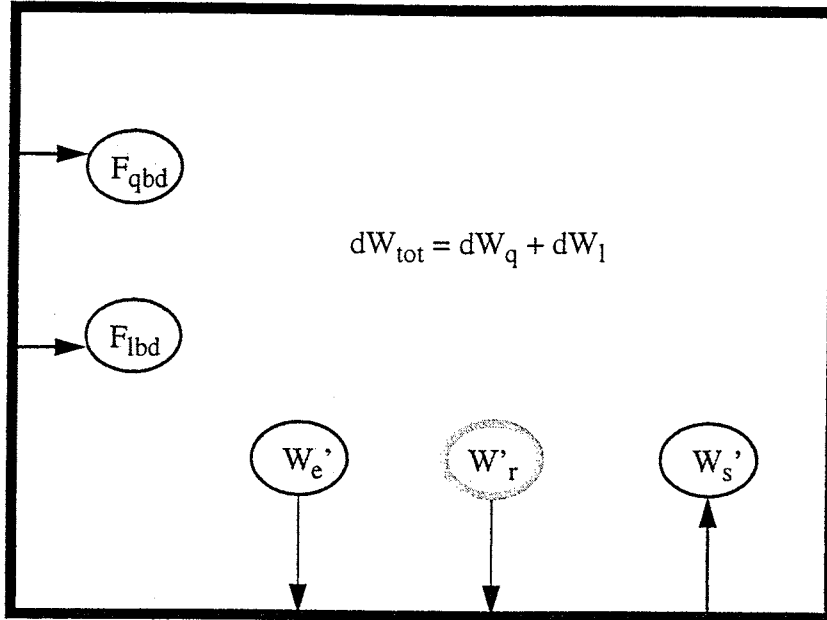 F_qbd
dW_tot = dW_q + dW_l
F_lbd
W_e' W'_r W_s'